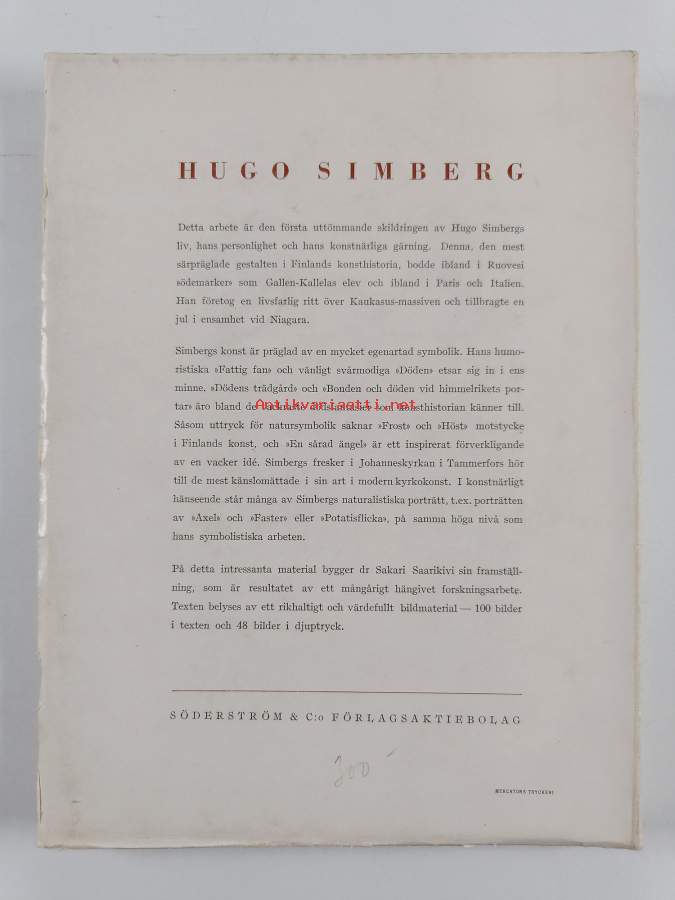 HUGO SIMBERG
Detta arbete är den första uttömmande skildringen av Hugo Simbergs
liv, hans personlighet och hans konstnärliga gärning. Denna, den mest
särpräglade gestalten i Finlands konsthistoria, bodde ibland i Ruovesi
»ödemarker» som Gallen-Kallelas elev och ibland i Paris och Italien.
Han företog en livsfarlig ritt över Kaukasus-massiven och tillbragte en
jul i ensamhet vid Niagara.
Simbergs konst är präglad av en mycket egenartad symbolik. Hans humo-
ristiska »Fattig fan» och vänligt svårmodiga »Döden» etsar sig in i ens
minne. »Dödens trädgård» och »Bonden och döden vid himmelrikets por-
tar» äro bland de som konsthistorian känner till.
Antikvariaatti.net
Såsom uttryck för natursymbolik saknar »Frost» och »Höst» motstycke
i Finlands konst, och »En sårad ängel» är ett inspirerat förverkligande
av en vacker idé. Simbergs fresker i Johanneskyrkan i Tammerfors hör
till de mest känslomättade i sin art i modern kyrkokonst. I konstnärligt
hänseende står många av Simbergs naturalistiska porträtt, t.ex. porträtten
av »Axel» och »Faster» eller »Potatisflicka», på samma höga nivå som
hans symbolistiska arbeten.
På detta intressanta material bygger dr Sakari Saarikivi sin framställ-
ning, som är resultatet av ett mångårigt hängivet forskningsarbete.
Texten belyses av ett rikhaltigt och värdefullt bildmaterial — 100 bilder
i texten och 48 bilder i djuptryck.
SÖDERSTRÖM & C:o FÖRLAGSAKTIEBOLAG
300
MERCATORS TRYCKERI